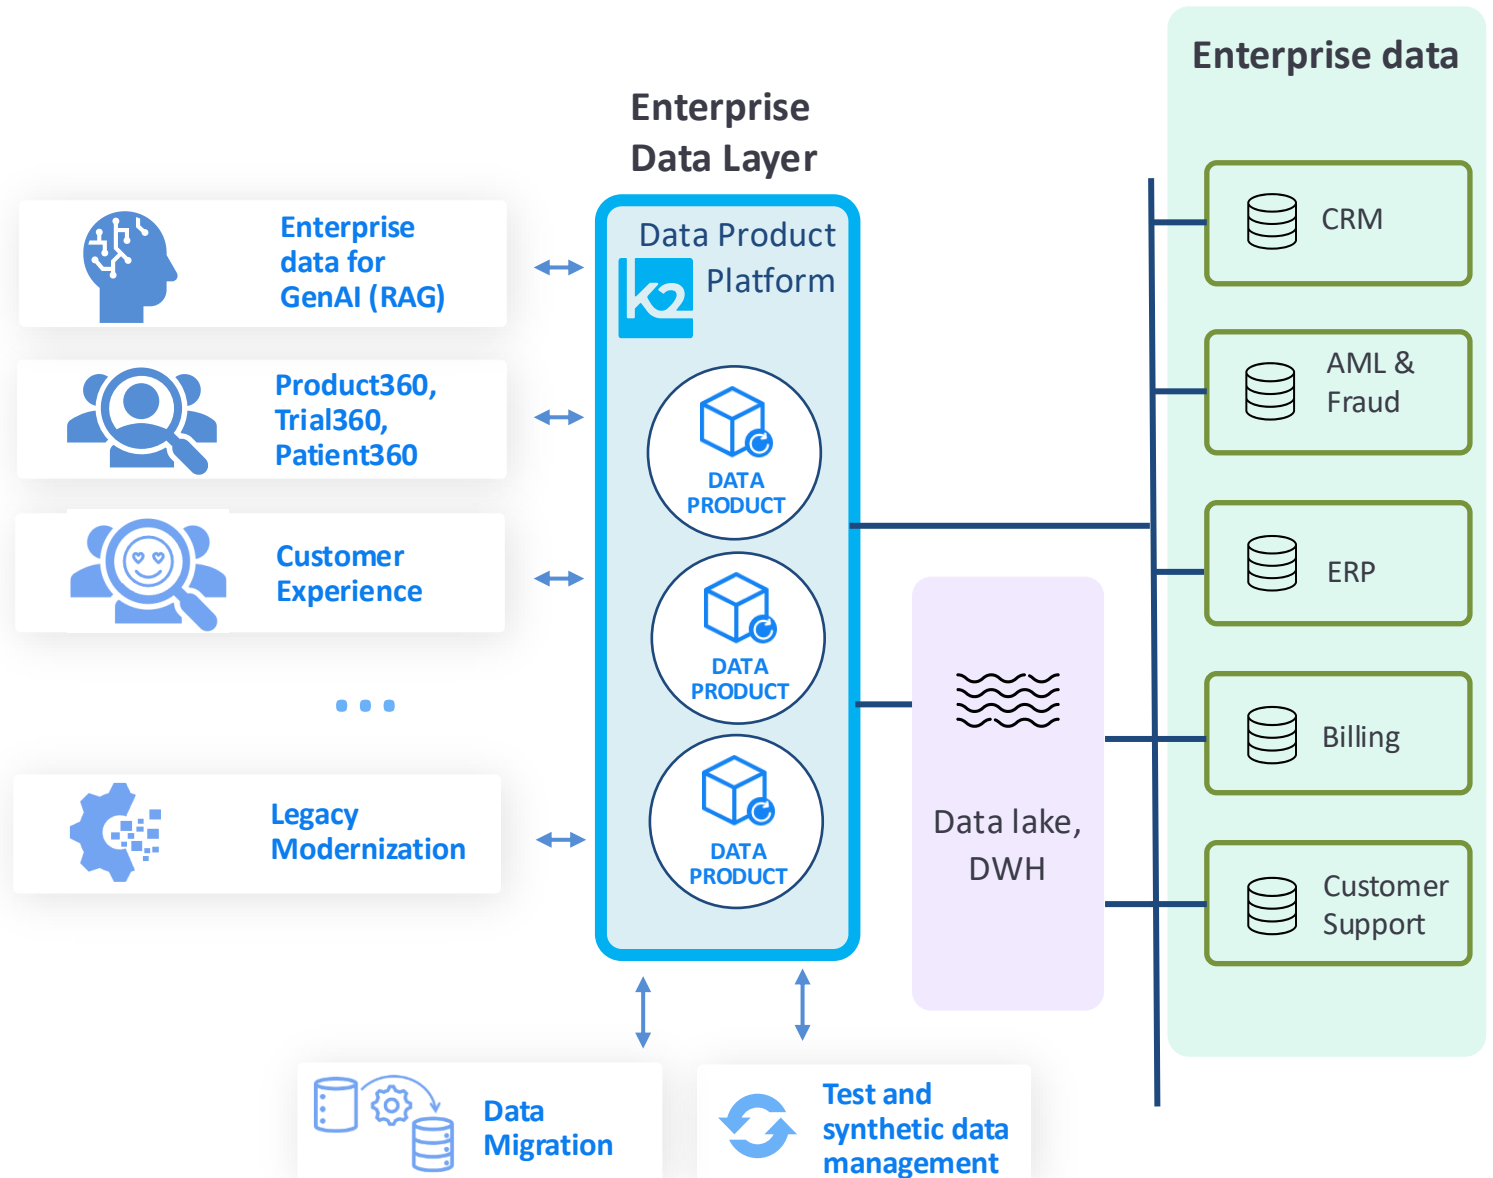 Enterprise data
Enterprise
Data Layer
Data Product
Platform
k2
Enterprise
data for
GenAI (RAG)
Product360,
Trial360,
Patient360
Customer
Experience
...
Legacy
Modernization
DATA
PRODUCT
DATA
PRODUCT
DATA
PRODUCT
Data lake,
DWH
CRM
AML &
Fraud
ERP
Billing
Customer
Support
Data
Migration
Test and
synthetic data
management